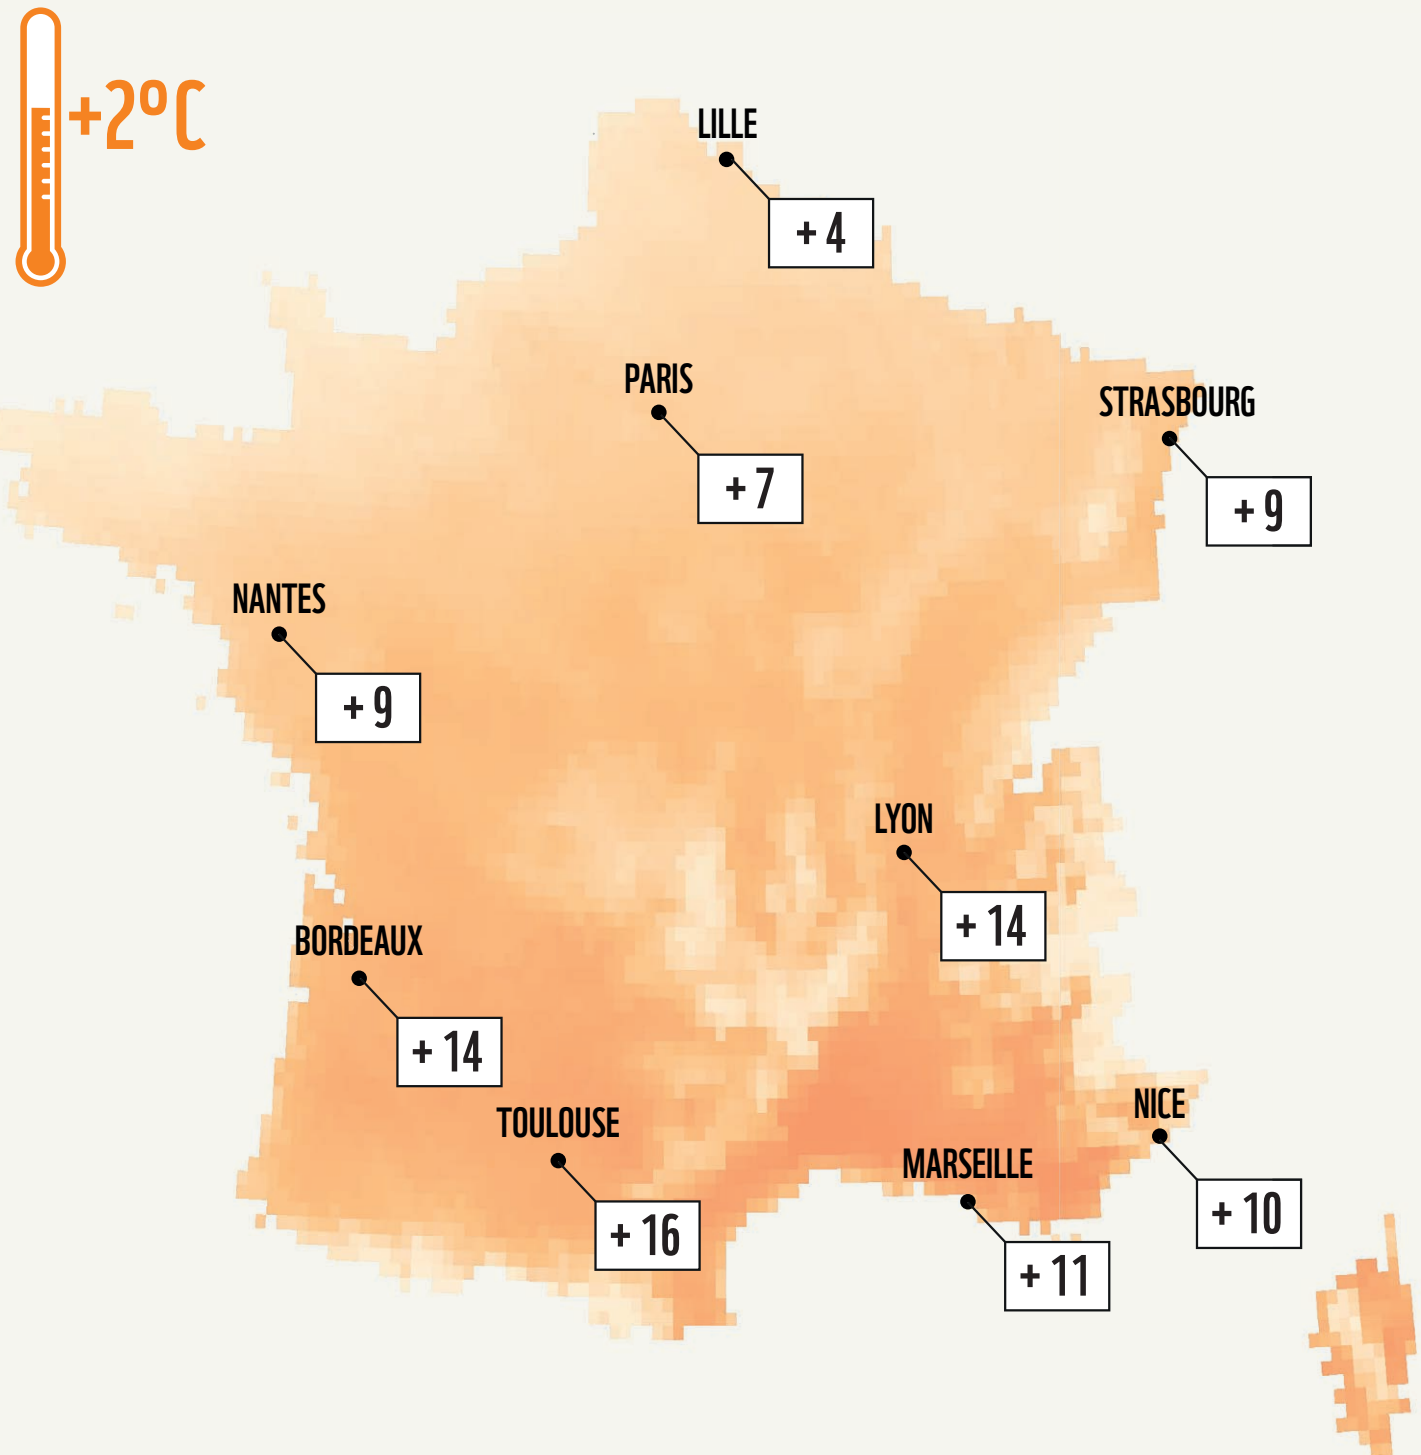 +2°C
LILLE
+ 4
PARIS
+ 7
STRASBOURG
+ 9
NANTES
+ 9
LYON
+ 14
BORDEAUX
+ 14
TOULOUSE
+ 16
MARSEILLE
+ 11
NICE
+ 10